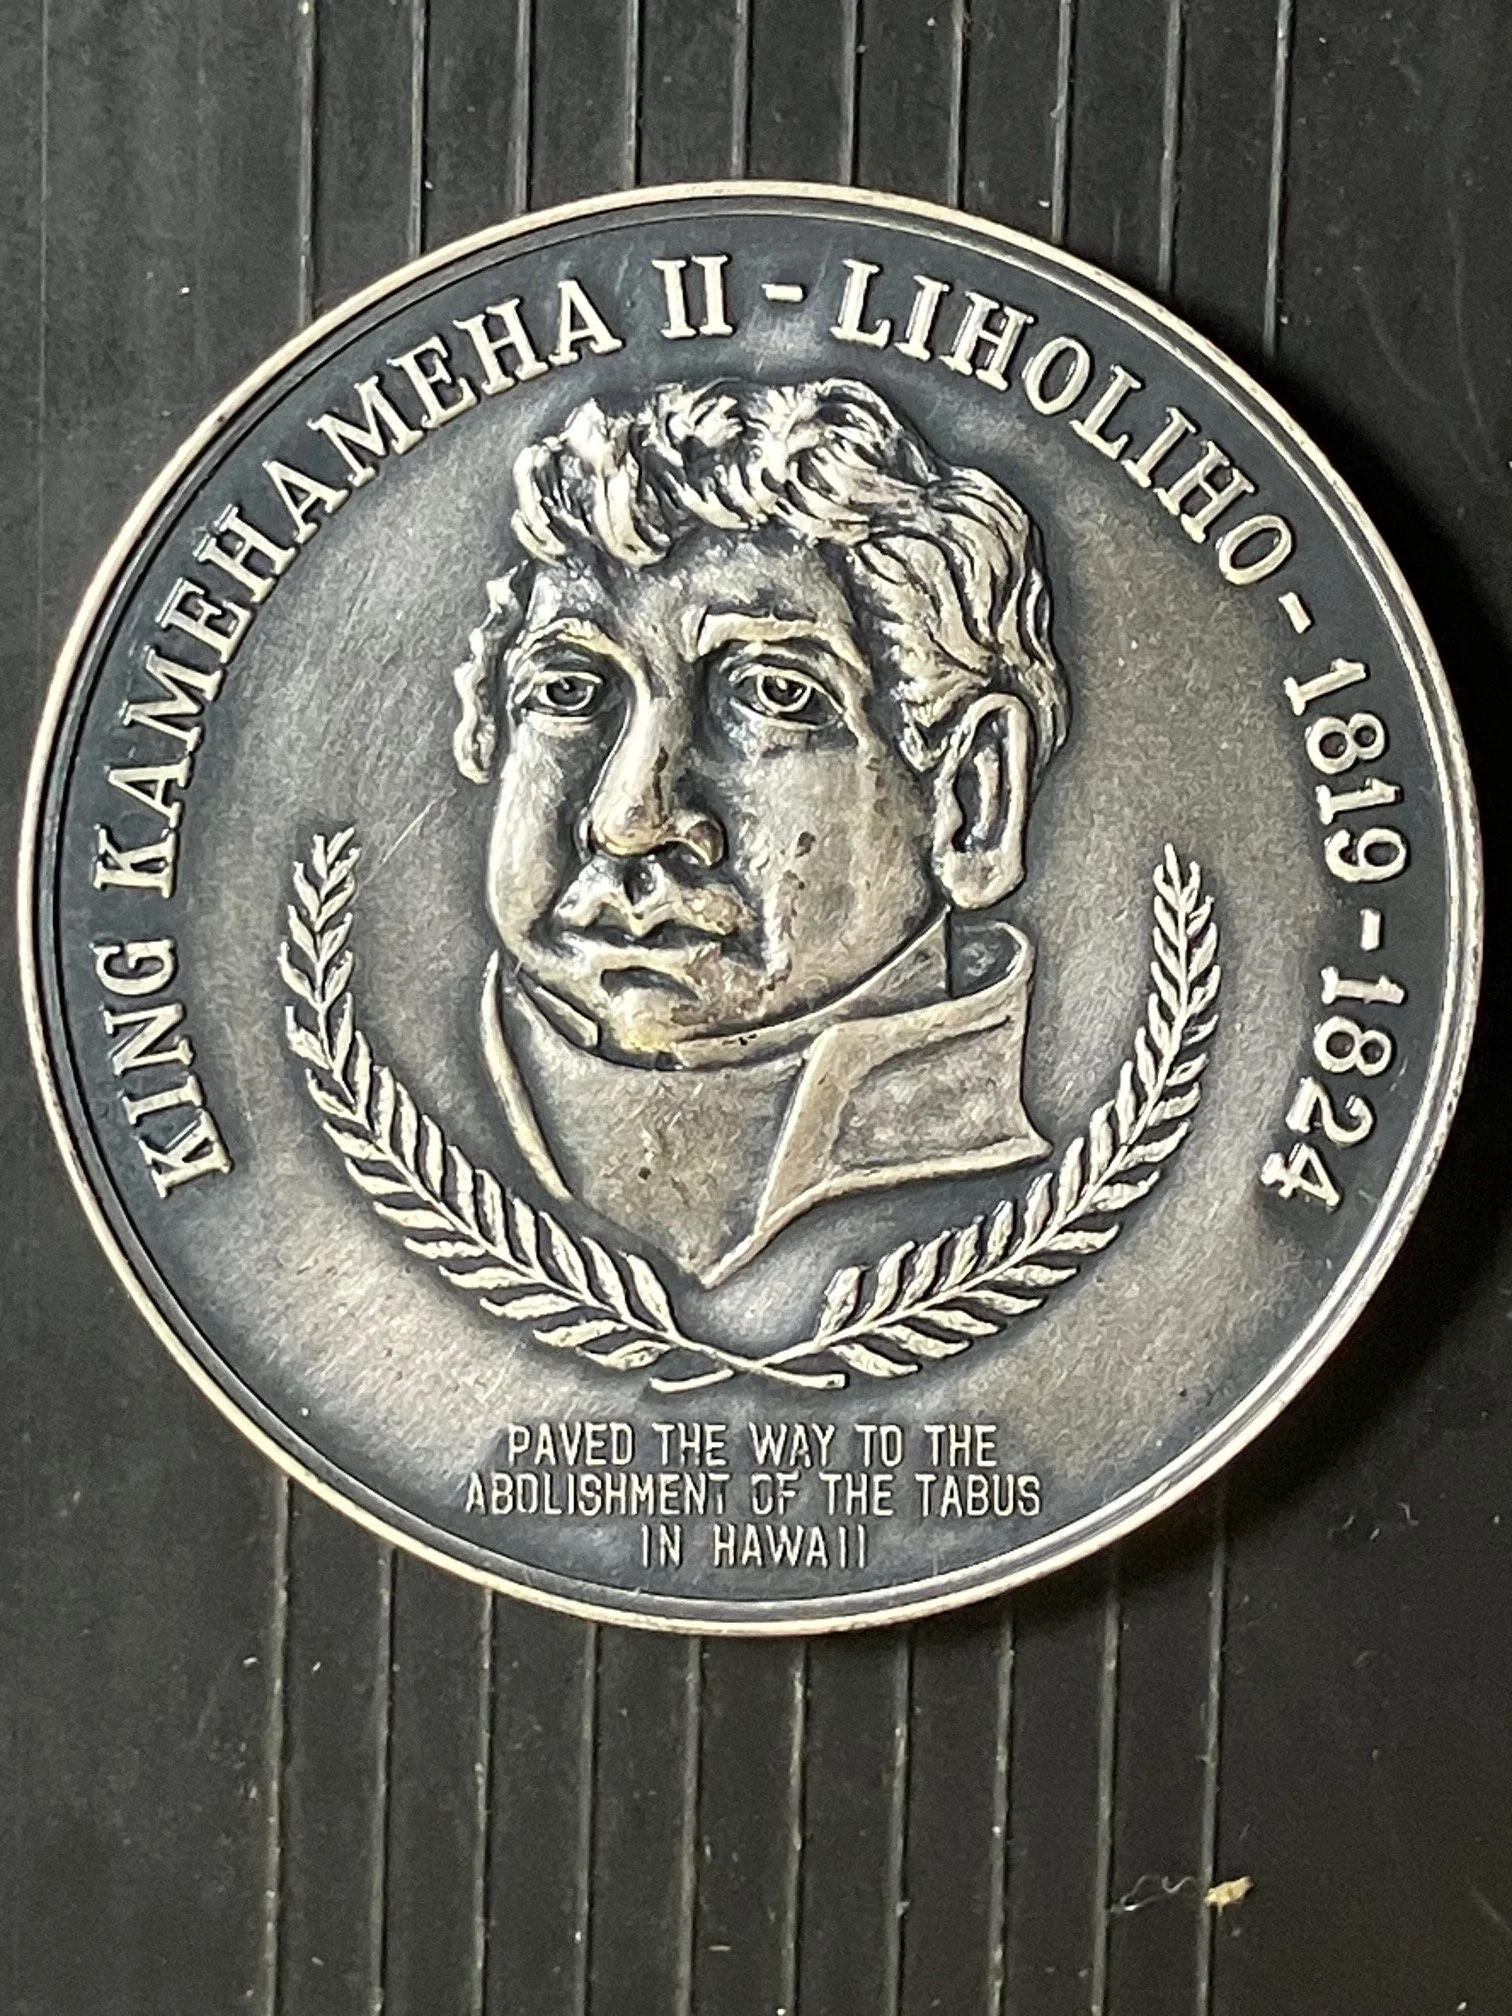 KING KAMEHAMEHA II - LIHOLIHO - 1819 - 1824
PAVED THE WAY TO THE
ABOLISHMENT OF THE TABUS
IN HAWAII